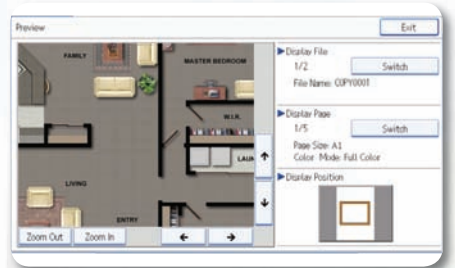 Preview
Exit
FAMILY
MASTER BEDROOM
W.I.R.
LAUN
LIVING
ENTRY
Zoom Out
Zoom In
Display File
1/2
Switch
File Name: COPY0001
Display Page
1/5
Switch
Page Size: A1
Color Mode: Full Color
Display Position